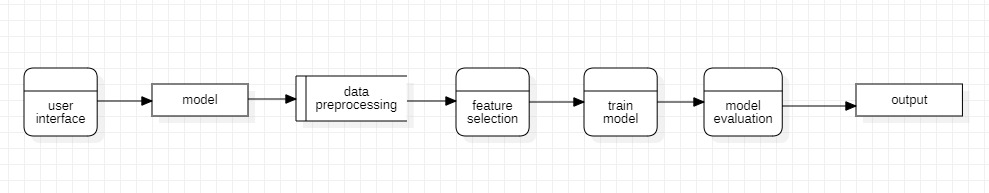 user
interface
model
data
preprocessing
feature
selection
train
model
model
evaluation
output